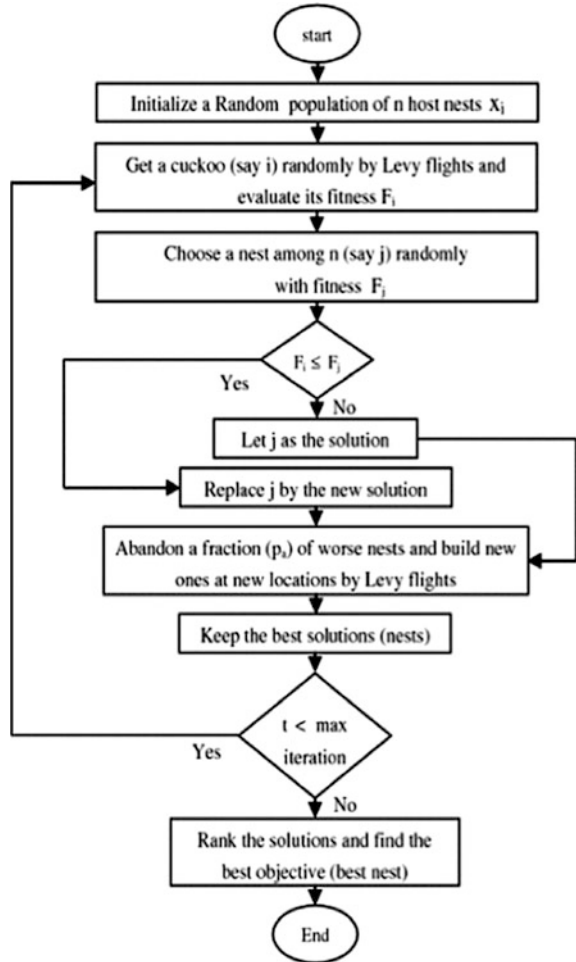 start
Initialize a Random population of n host nests Xi
Get a cuckoo (say i) randomly by Levy flights and
evaluate its fitness Fi
Choose a nest among n (say j) randomly
with fitness Fj
Fi ≤ Fj
Yes
No
Let j as the solution
Replace j by the new solution
Abandon a fraction (pa) of worse nests and build new
ones at new locations by Levy flights
Keep the best solutions (nests)
t < max
iteration
Yes
No
Rank the solutions and find the
best objective (best nest)
End